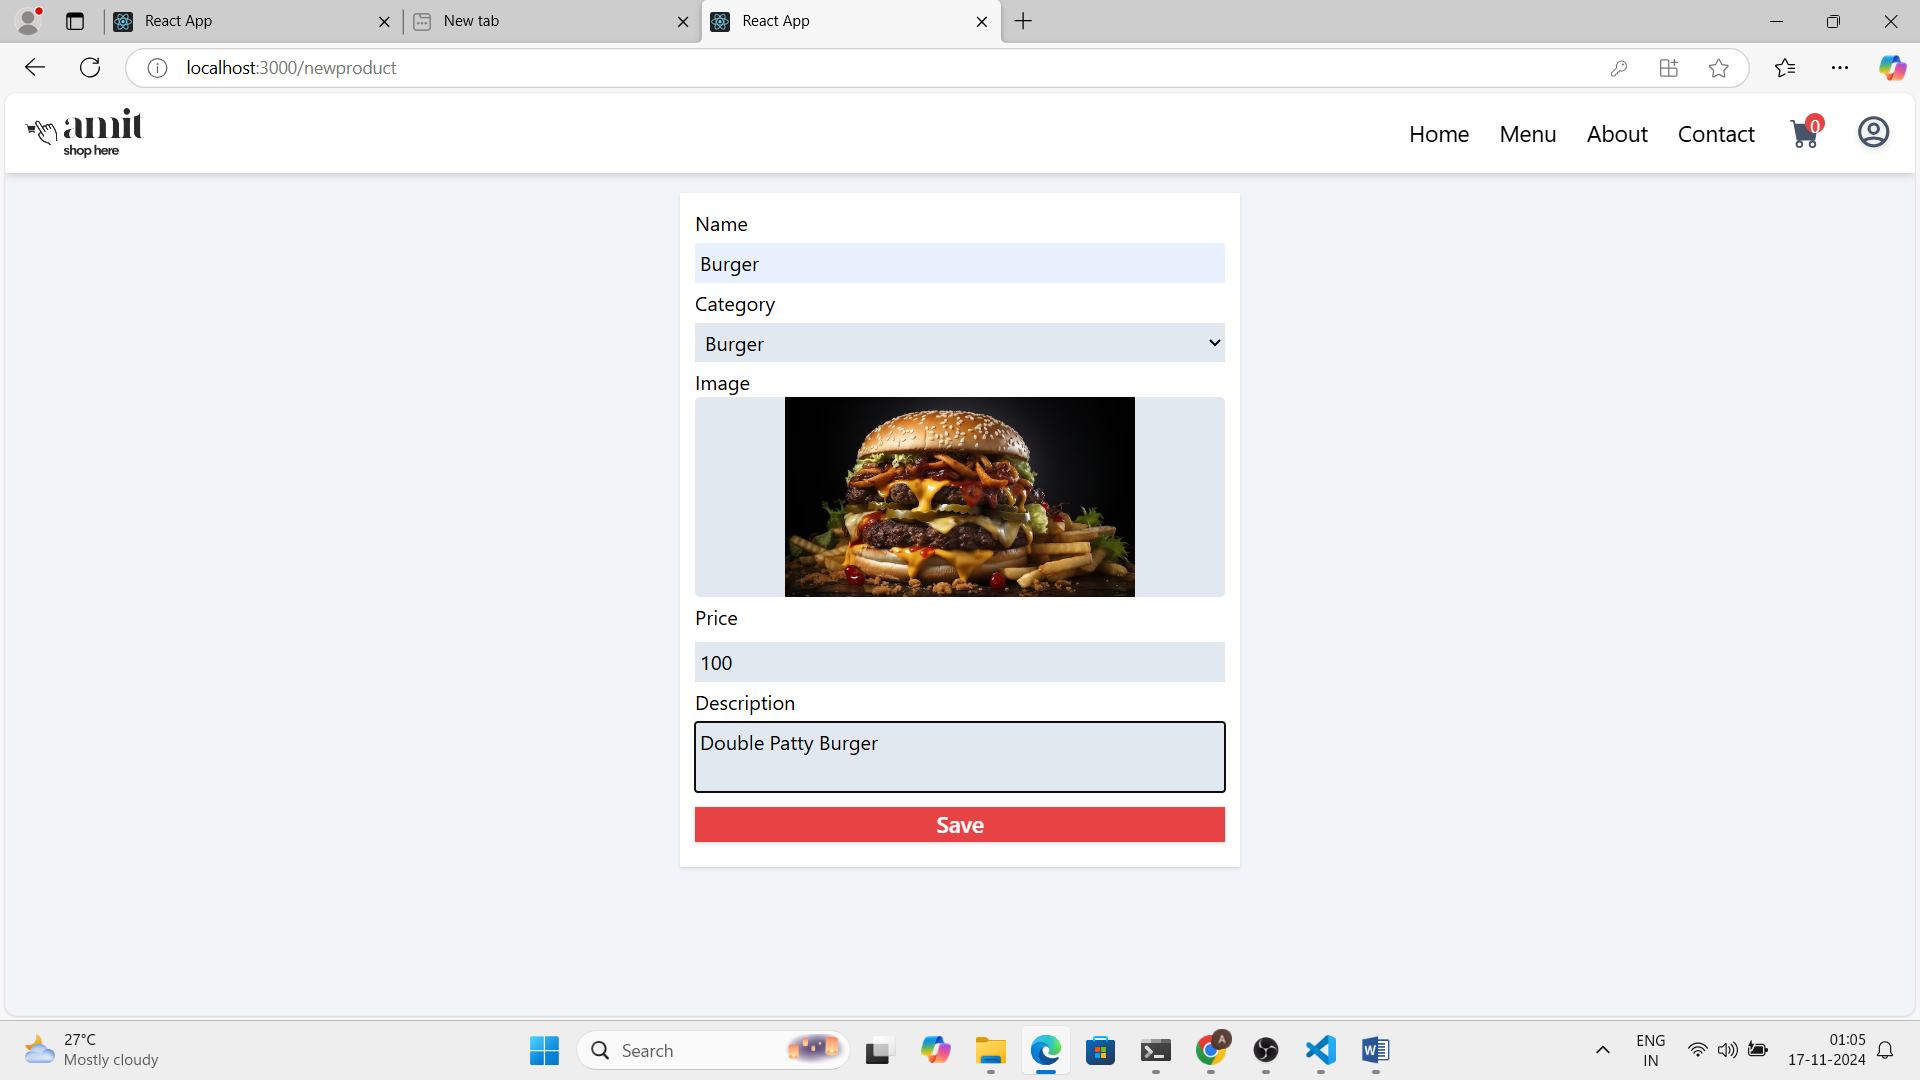 React App
New tab
React App
localhost:3000/newproduct
amit
shop here
Home
Menu
About
Contact
0
Name
Burger
Category
Burger
Image
Price
100
Description
Double Patty Burger
Save
27°C
Mostly cloudy
Search
A
ENG
IN
01:05
17-11-2024